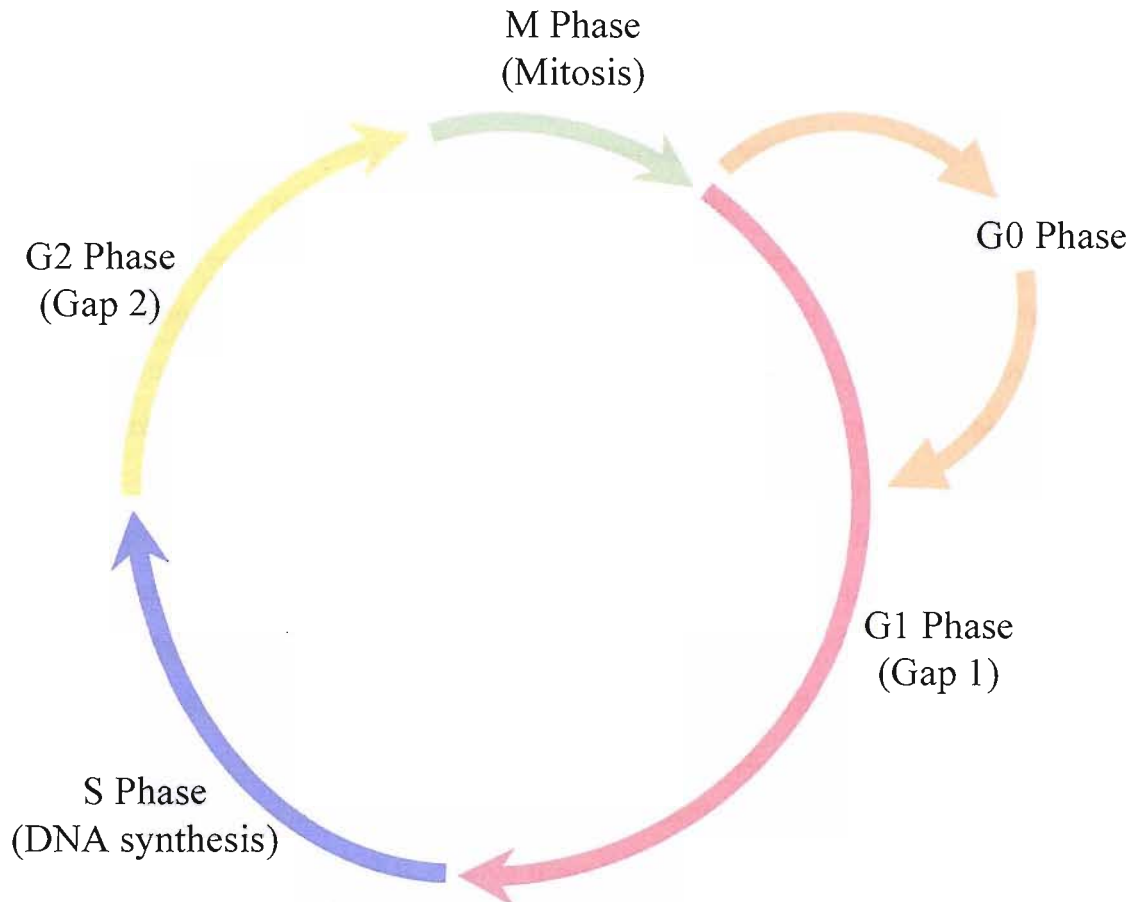 M Phase
(Mitosis)
G0 Phase
G2 Phase
(Gap 2)
G1 Phase
(Gap 1)
S Phase
(DNA synthesis)